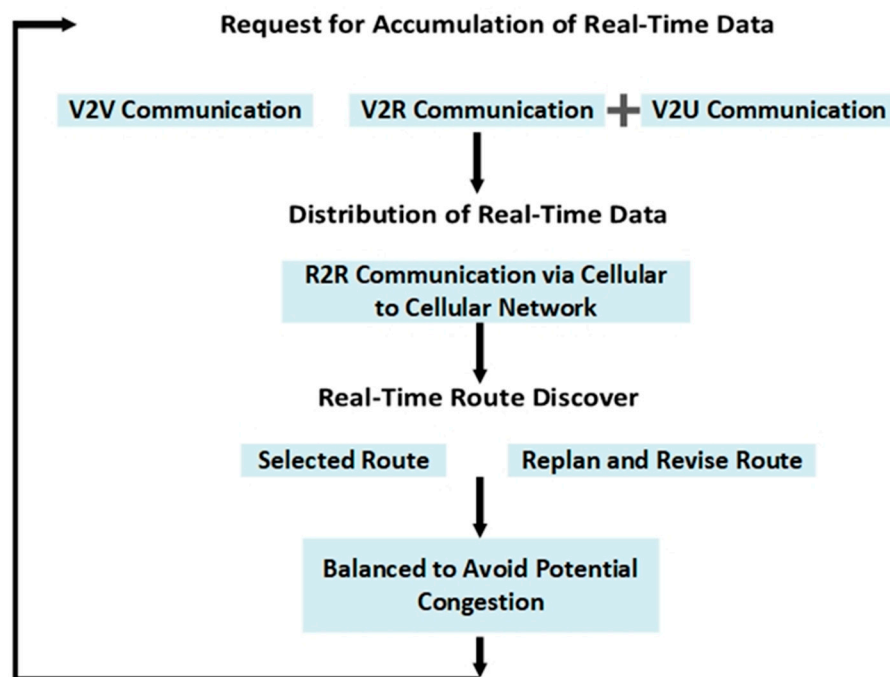 Request for Accumulation of Real-Time Data
V2V Communication
V2R Communication + V2U Communication
Distribution of Real-Time Data
R2R Communication via Cellular
to Cellular Network
Real-Time Route Discover
Selected Route
Replan and Revise Route
Balanced to Avoid Potential
Congestion